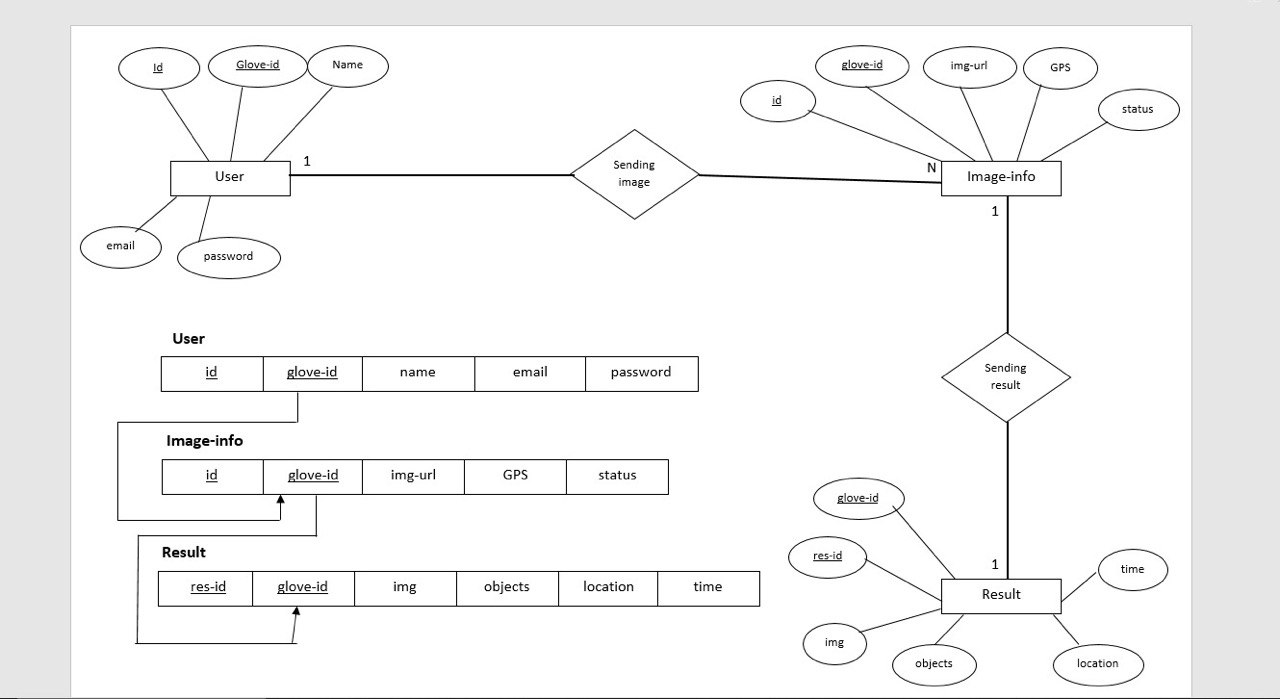 Id
Glove-id
Name
User
1
email
password
Sending
image
N
id
glove-id
img-url
GPS
status
Image-info
1
Sending
result
1
glove-id
res-id
img
objects
location
time
Result
User
id
glove-id
name
email
password
Image-info
id
glove-id
img-url
GPS
status
Result
res-id
glove-id
img
objects
location
time